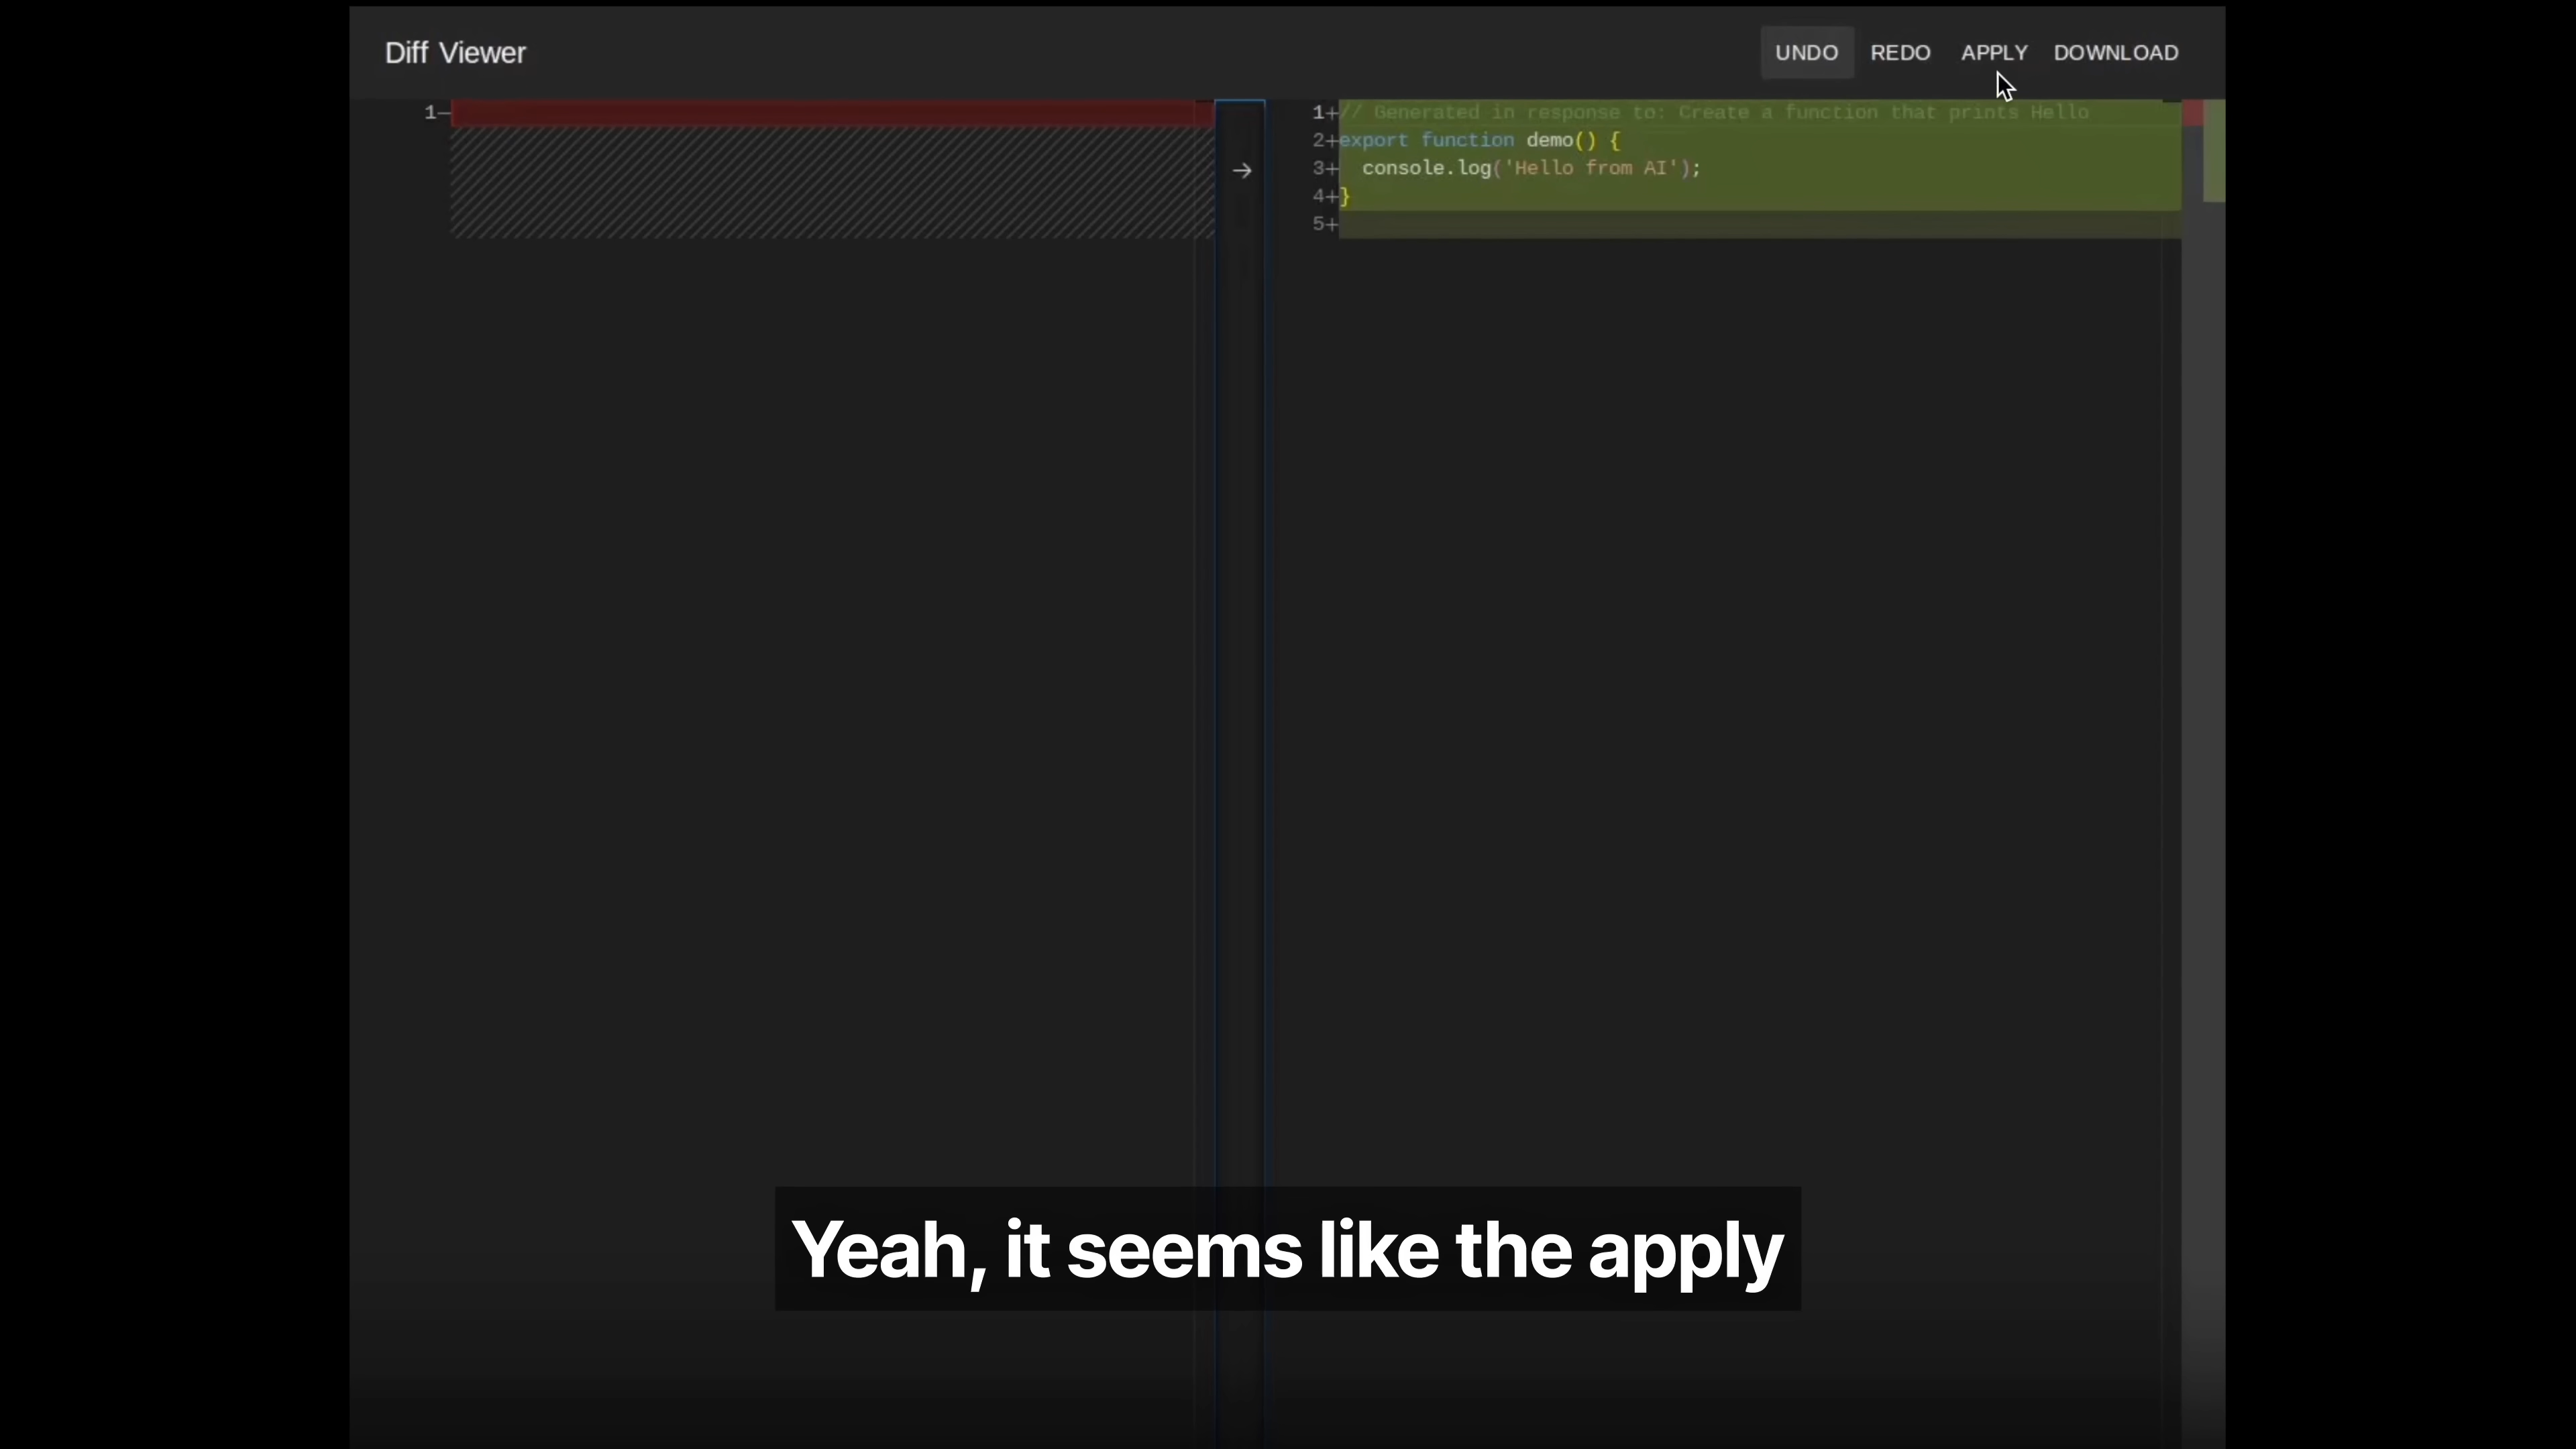 Diff Viewer
UNDO REDO APPLY DOWNLOAD
1−
→
1+// Generated in response to: Create a function that prints Hello
2+export function demo() {
3+  console.log('Hello from AI');
4+}
5+
Yeah, it seems like the apply